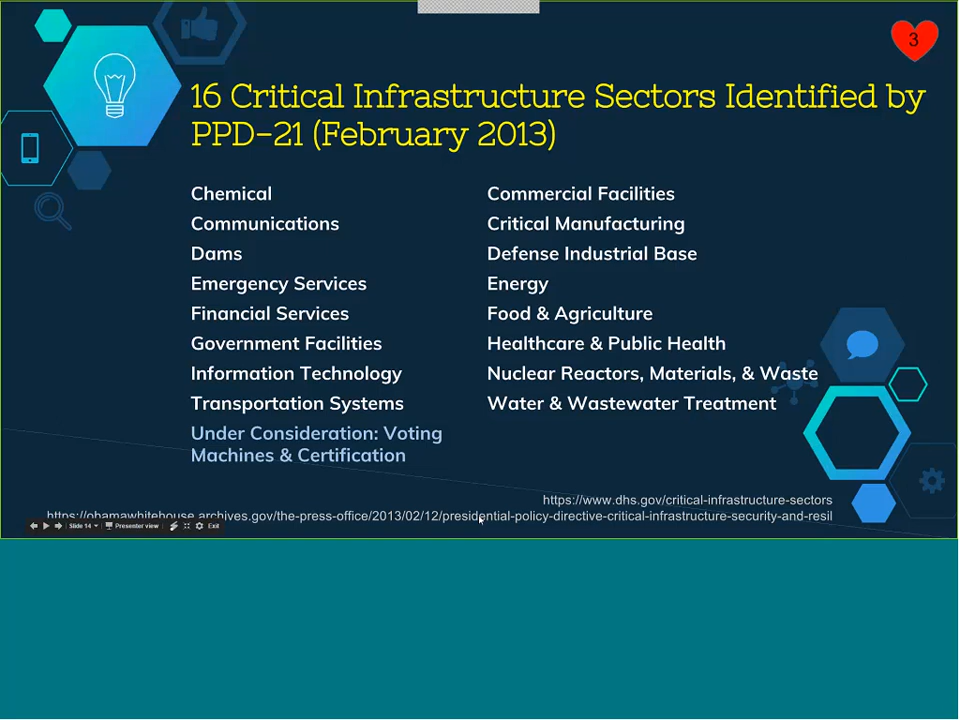 3
16 Critical Infrastructure Sectors Identified by
PPD-21 (February 2013)
Chemical
Communications
Dams
Emergency Services
Financial Services
Government Facilities
Information Technology
Transportation Systems
Under Consideration: Voting
Machines & Certification
Commercial Facilities
Critical Manufacturing
Defense Industrial Base
Energy
Food & Agriculture
Healthcare & Public Health
Nuclear Reactors, Materials, & Waste
Water & Wastewater Treatment
https://www.dhs.gov/critical-infrastructure-sectors
https://obamawhitehouse.archives.gov/the-press-office/2013/02/12/presidential-policy-directive-critical-infrastructure-security-and-resil
Slide 14 Presenter view Exit